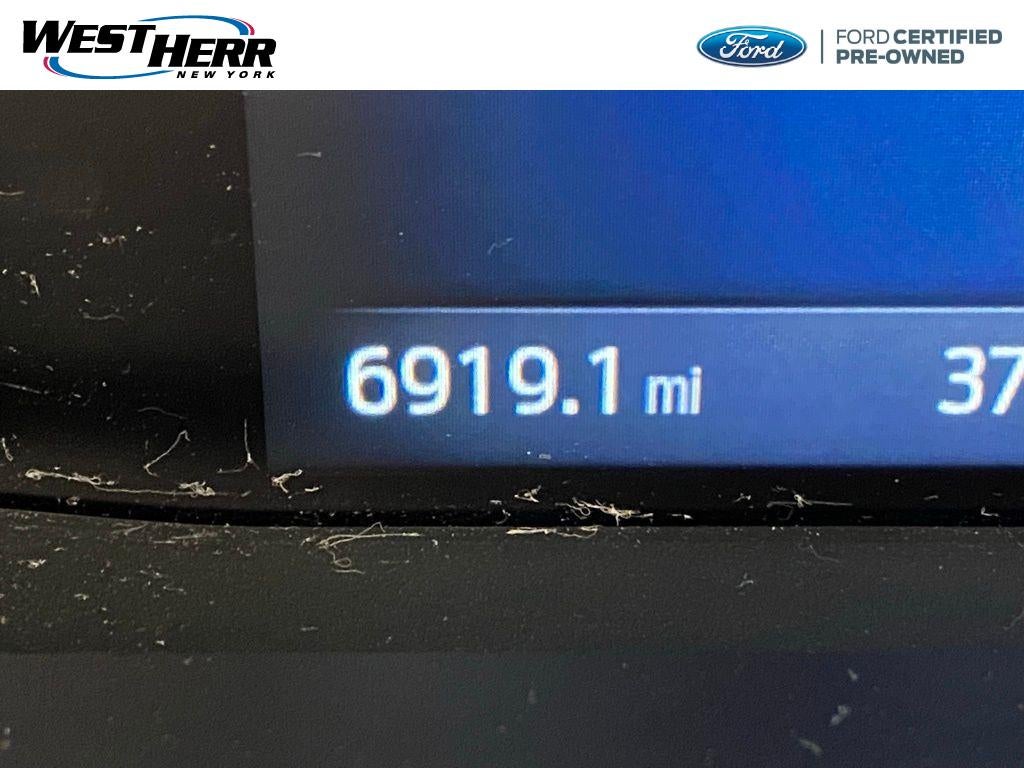 WEST HERR
NEW YORK
Ford
FORD CERTIFIED
PRE-OWNED
6919.1 mi
37